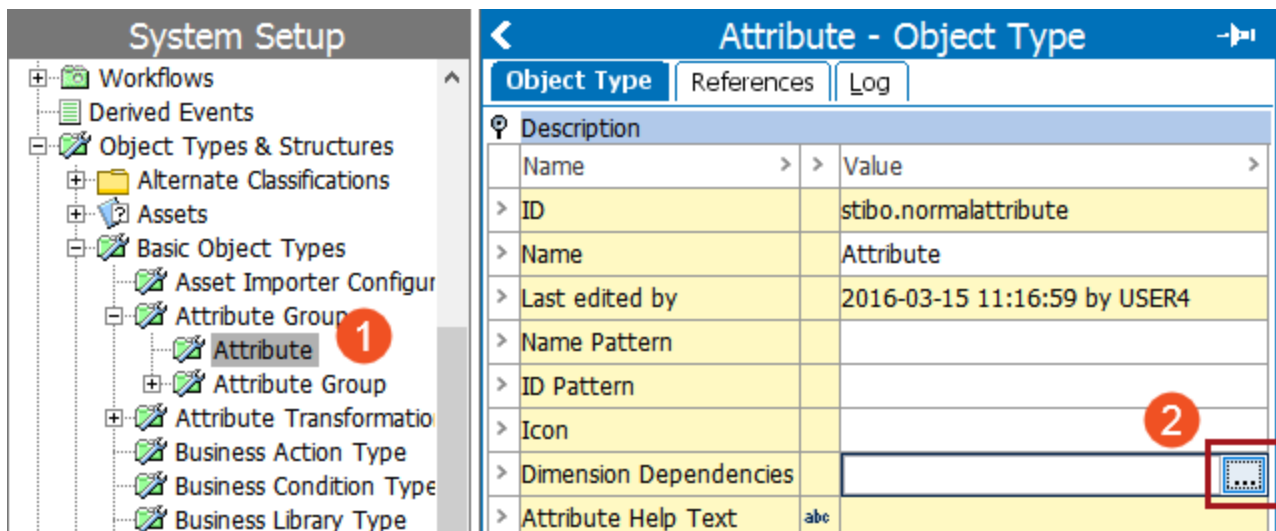 System Setup
Workflows
Derived Events
Object Types & Structures
Alternate Classifications
Assets
Basic Object Types
Asset Importer Configur
Attribute Group
1
Attribute
Attribute Group
Attribute Transformatio
Business Action Type
Business Condition Type
Business Library Type
Attribute - Object Type
Object Type References Log
Description
Name > > Value >
> ID stibo.normalattribute
> Name Attribute
> Last edited by 2016-03-15 11:16:59 by USER4
> Name Pattern
> ID Pattern
> Icon
2
> Dimension Dependencies ...
> Attribute Help Text abc